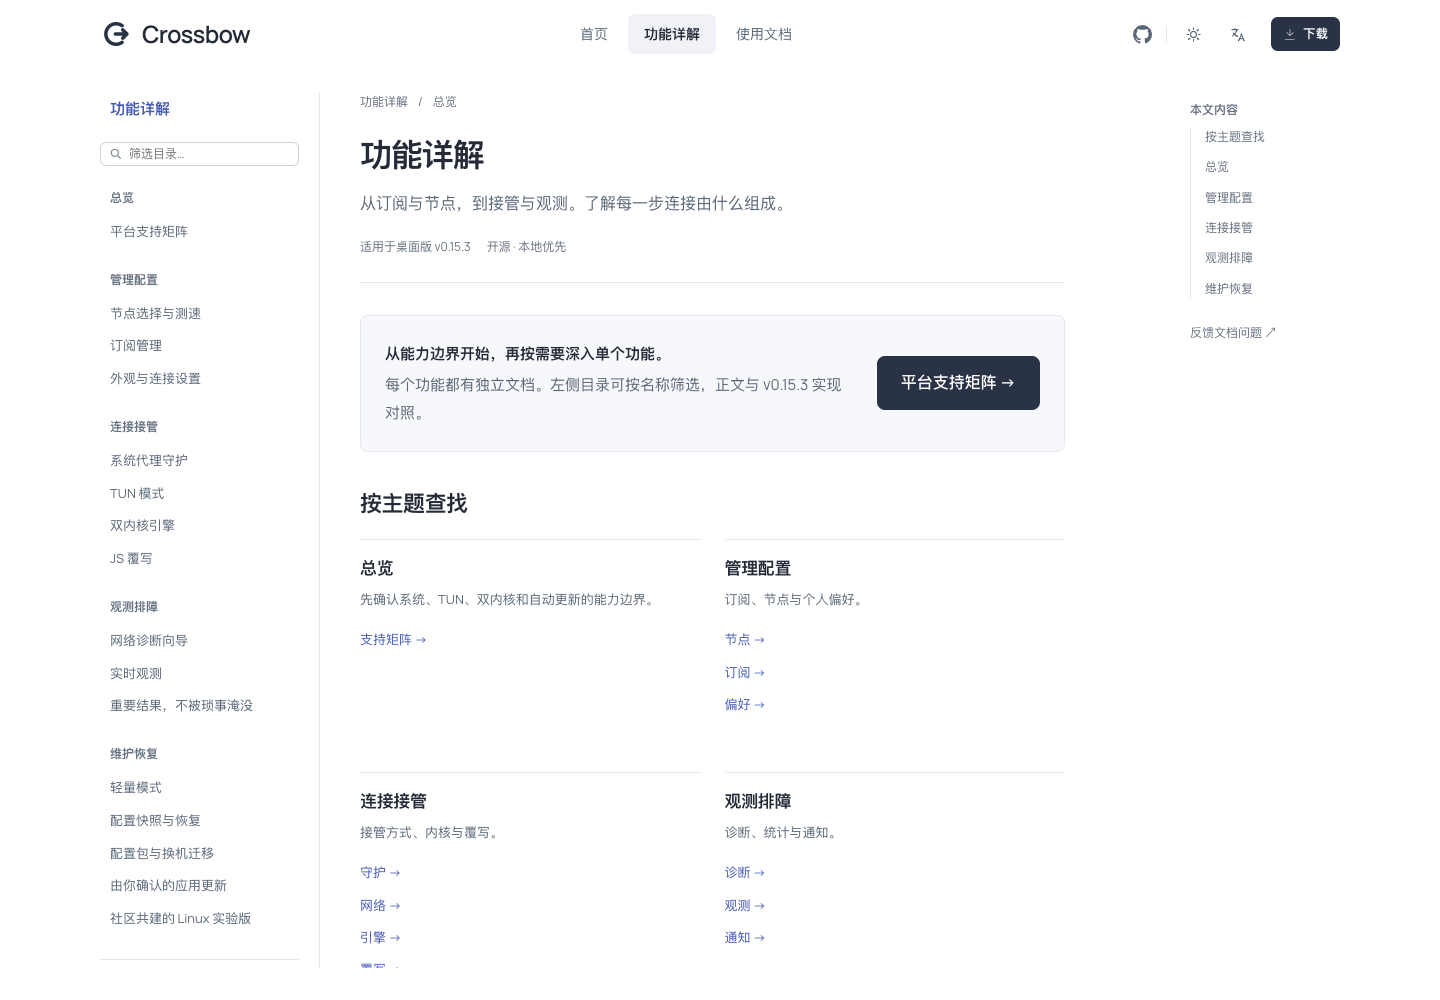 Crossbow
首页
功能详解
使用文档
下载
功能详解
筛选目录...
总览
平台支持矩阵
管理配置
节点选择与测速
订阅管理
外观与连接设置
连接接管
系统代理守护
TUN 模式
双内核引擎
JS 覆写
观测排障
网络诊断向导
实时观测
重要结果，不被琐事淹没
维护恢复
轻量模式
配置快照与恢复
配置包与换机迁移
由你确认的应用更新
社区共建的 Linux 实验版
功能详解 / 总览
功能详解
从订阅与节点，到接管与观测。了解每一步连接由什么组成。
适用于桌面版 v0.15.3 开源 · 本地优先
从能力边界开始，再按需要深入单个功能。
每个功能都有独立文档。左侧目录可按名称筛选，正文与 v0.15.3 实现
对照。
平台支持矩阵 →
按主题查找
总览
先确认系统、TUN、双内核和自动更新的能力边界。
支持矩阵 →
管理配置
订阅、节点与个人偏好。
节点 →
订阅 →
偏好 →
连接接管
接管方式、内核与覆写。
守护 →
网络 →
引擎 →
覆写 →
观测排障
诊断、统计与通知。
诊断 →
观测 →
通知 →
本文内容
按主题查找
总览
管理配置
连接接管
观测排障
维护恢复
反馈文档问题 ↗